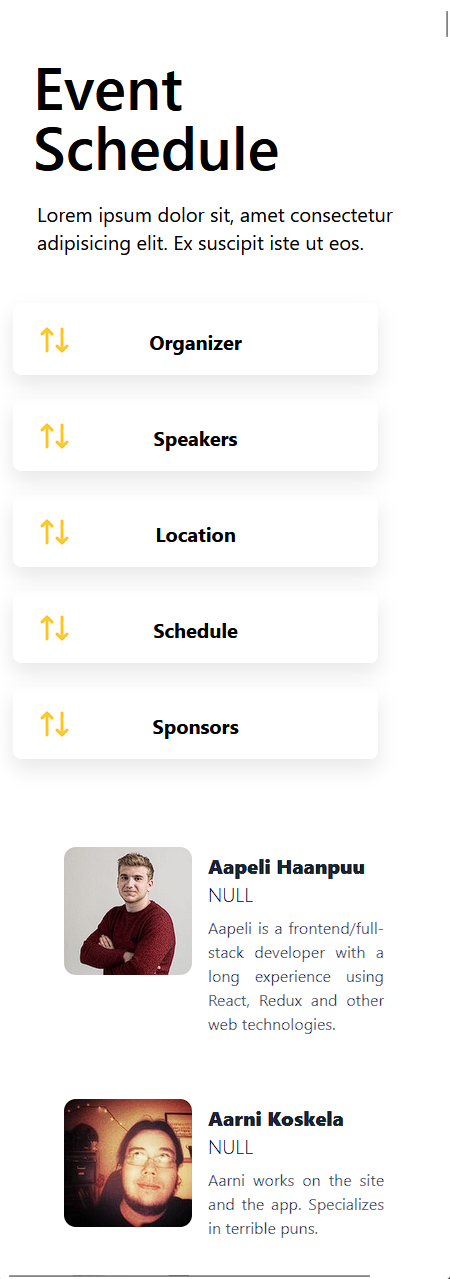 Event
Schedule
Lorem ipsum dolor sit, amet consectetur
adipisicing elit. Ex suscipit iste ut eos.
Organizer
Speakers
Location
Schedule
Sponsors
Aapeli Haanpuu
NULL
Aapeli is a frontend/full-
stack developer with a
long experience using
React, Redux and other
web technologies.
Aarni Koskela
NULL
Aarni works on the site
and the app. Specializes
in terrible puns.